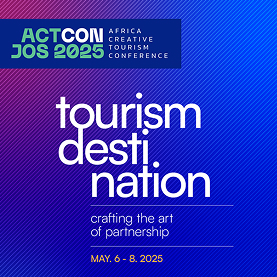 ACTCON
JOS 2025
AFRICA
CREATIVE
TOURISM
CONFERENCE
tourism
desti
nation
crafting the art
of partnership
MAY. 6 - 8. 2025